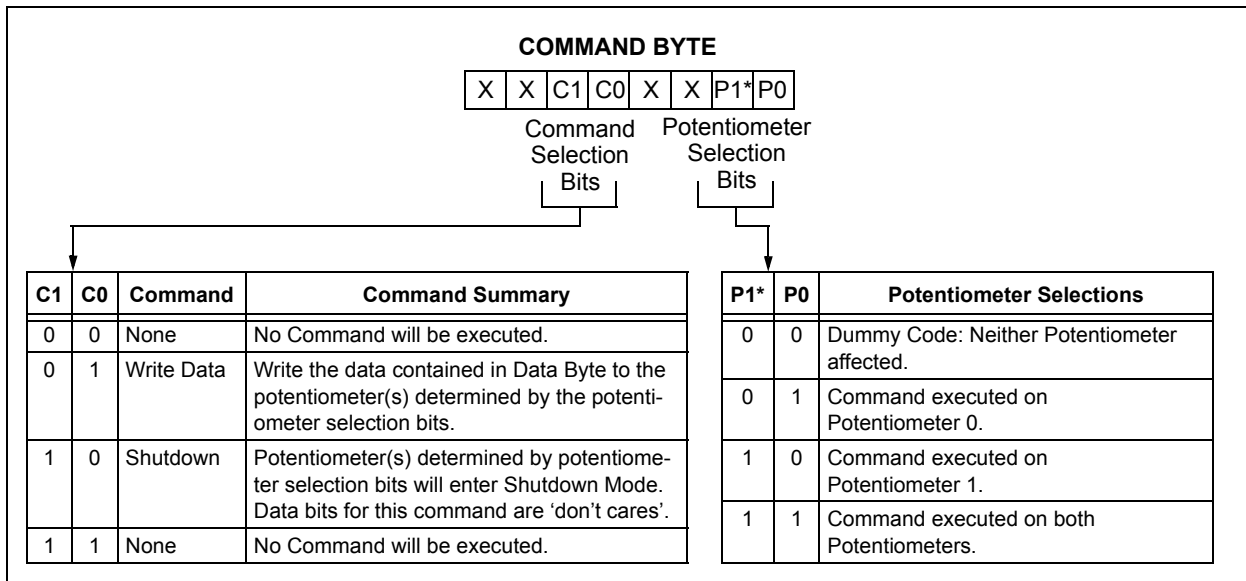 COMMAND BYTE
X X C1 C0 X X P1* P0
Command
Selection
Bits
Potentiometer
Selection
Bits
C1 C0 Command Command Summary
0 0 None No Command will be executed.
0 1 Write Data Write the data contained in Data Byte to the
potentiometer(s) determined by the potenti-
ometer selection bits.
1 0 Shutdown Potentiometer(s) determined by potentiome-
ter selection bits will enter Shutdown Mode.
Data bits for this command are 'don't cares'.
1 1 None No Command will be executed.
P1* P0 Potentiometer Selections
0 0 Dummy Code: Neither Potentiometer
affected.
0 1 Command executed on
Potentiometer 0.
1 0 Command executed on
Potentiometer 1.
1 1 Command executed on both
Potentiometers.